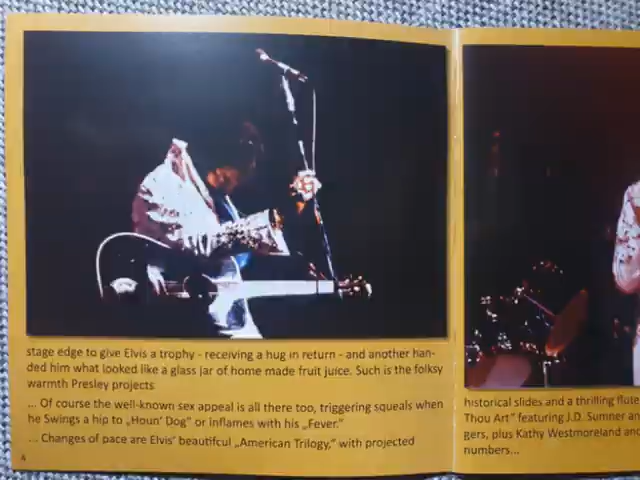 stage edge to give Elvis a trophy - receiving a hug in return - and another han-
ded him what looked like a glass jar of home made fruit juice. Such is the folksy
warmth Presley projects
... Of course the well-known sex appeal is all there too, triggering squeals when
he Swings a hip to „Houn' Dog" or inflames with his „Fever."
... Changes of pace are Elvis' beautifcul „American Trilogy," with projected
4
historical slides and a thrilling flute
Thou Art" featuring J.D. Sumner an
gers, plus Kathy Westmoreland and
numbers...